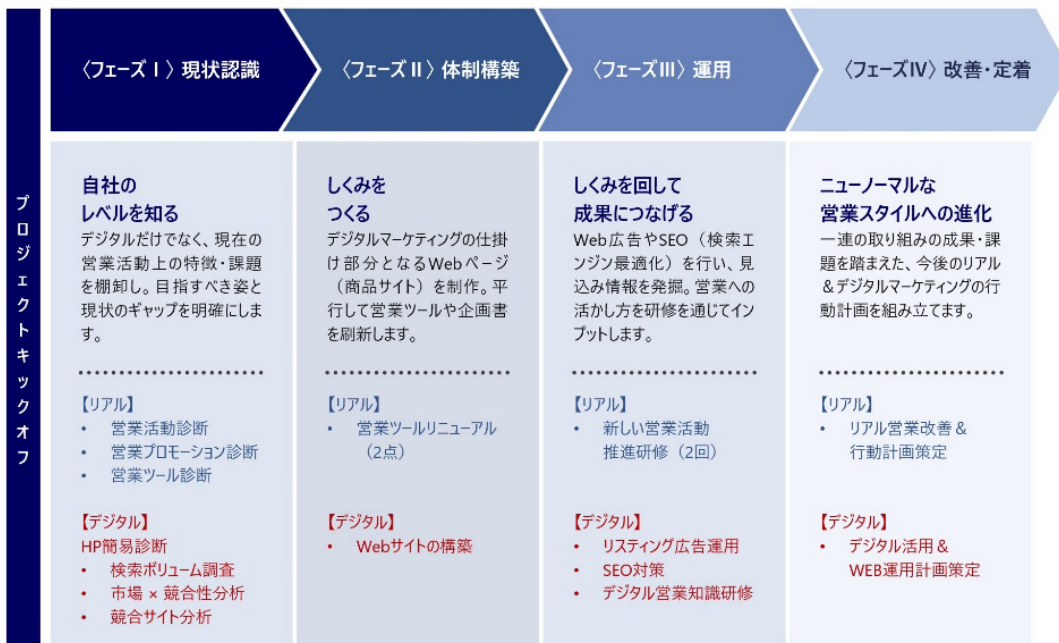 プロジェクトキックオフ
〈フェーズⅠ〉現状認識
〈フェーズⅡ〉体制構築
〈フェーズⅢ〉運用
〈フェーズⅣ〉改善・定着
自社の
レベルを知る
デジタルだけでなく、現在の
営業活動上の特徴・課題
を棚卸し。目指すべき姿と
現状のギャップを明確にしま
す。
【リアル】
• 営業活動診断
• 営業プロモーション診断
• 営業ツール診断
【デジタル】
HP簡易診断
• 検索ボリューム調査
• 市場 × 競合性分析
• 競合サイト分析
しくみを
つくる
デジタルマーケティングの仕掛
け部分となるWebページ
（商品サイト）を制作。平
行して営業ツールや企画書
を刷新します。
【リアル】
• 営業ツールリニューアル
（2点）
【デジタル】
• Webサイトの構築
しくみを回して
成果につなげる
Web広告やSEO（検索エ
ンジン最適化）を行い、見
込み情報を発掘。営業への
活かし方を研修を通じてイン
プットします。
【リアル】
• 新しい営業活動
推進研修（2回）
【デジタル】
• リスティング広告運用
• SEO対策
• デジタル営業知識研修
ニューノーマルな
営業スタイルへの進化
一連の取り組みの成果・課
題を踏まえた、今後のリアル
＆デジタルマーケティングの行
動計画を組み立てます。
【リアル】
• リアル営業改善＆
行動計画策定
【デジタル】
• デジタル活用＆
WEB運用計画策定